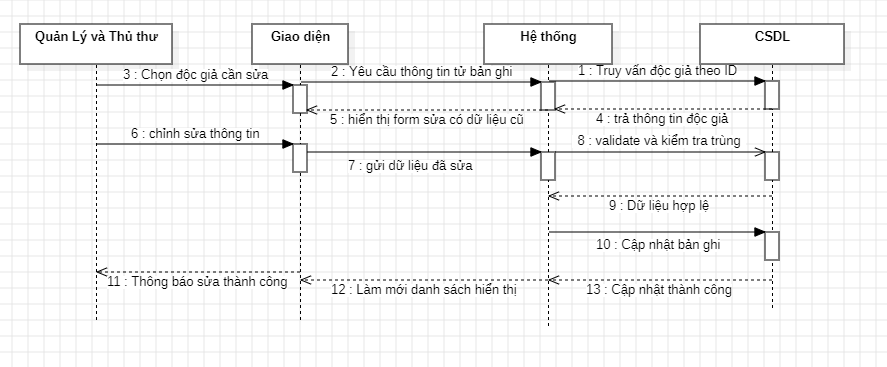 Quản Lý và Thủ thư
Giao diện
Hệ thống
CSDL
3 : Chọn độc giả cần sửa
2 : Yêu cầu thông tin từ bản ghi
1 : Truy vấn độc giả theo ID
5 : hiển thị form sửa có dữ liệu cũ
4 : trả thông tin độc giả
6 : chỉnh sửa thông tin
8 : validate và kiểm tra trùng
7 : gửi dữ liệu đã sửa
9 : Dữ liệu hợp lệ
10 : Cập nhật bản ghi
11 : Thông báo sửa thành công
12 : Làm mới danh sách hiển thị
13 : Cập nhật thành công